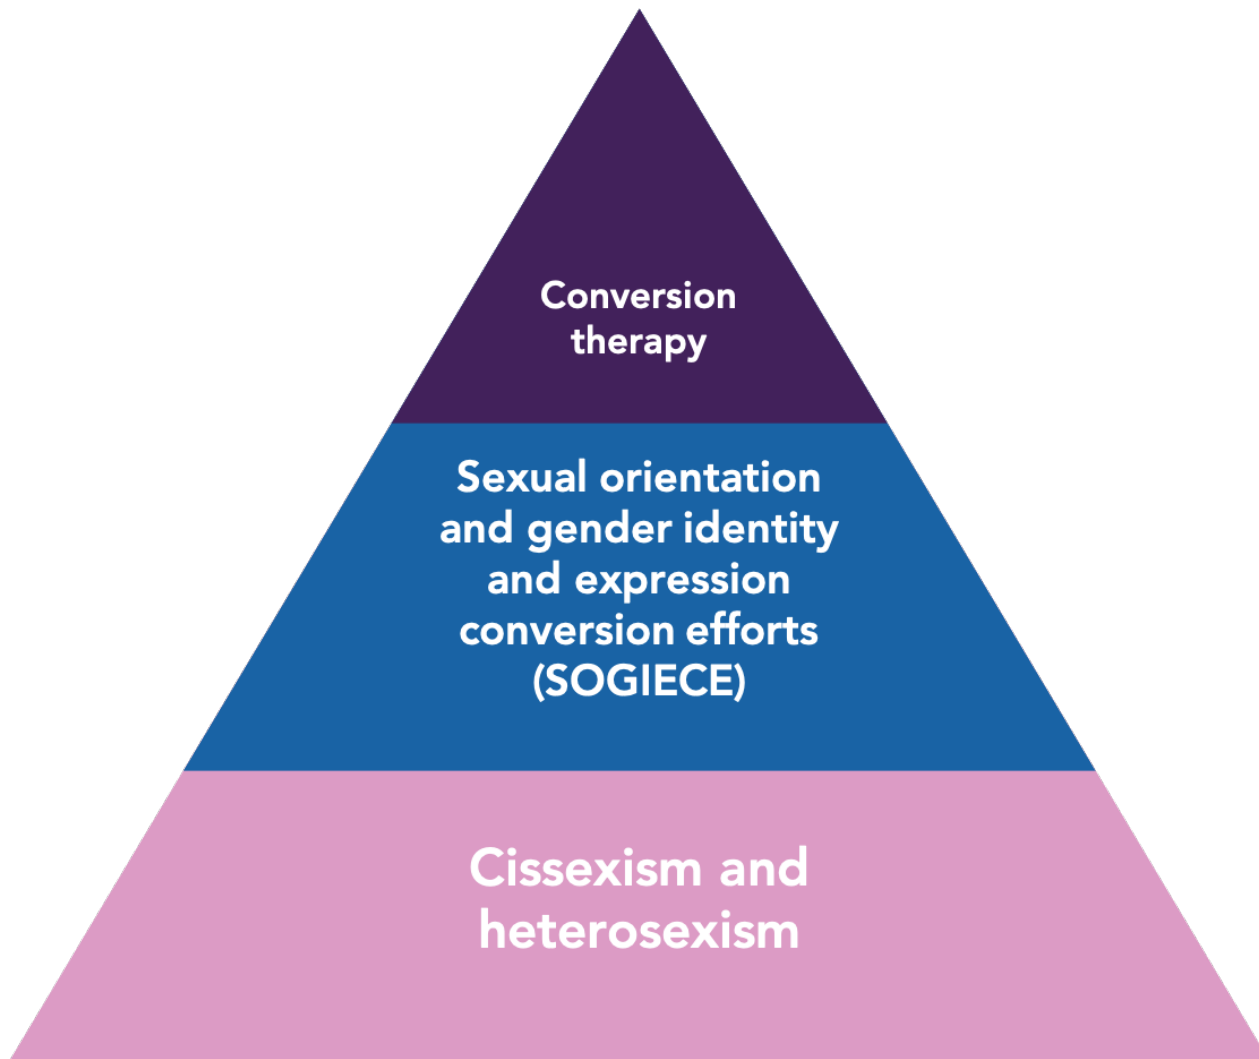 Conversion
therapy
Sexual orientation
and gender identity
and expression
conversion efforts
(SOGIECE)
Cissexism and
heterosexism